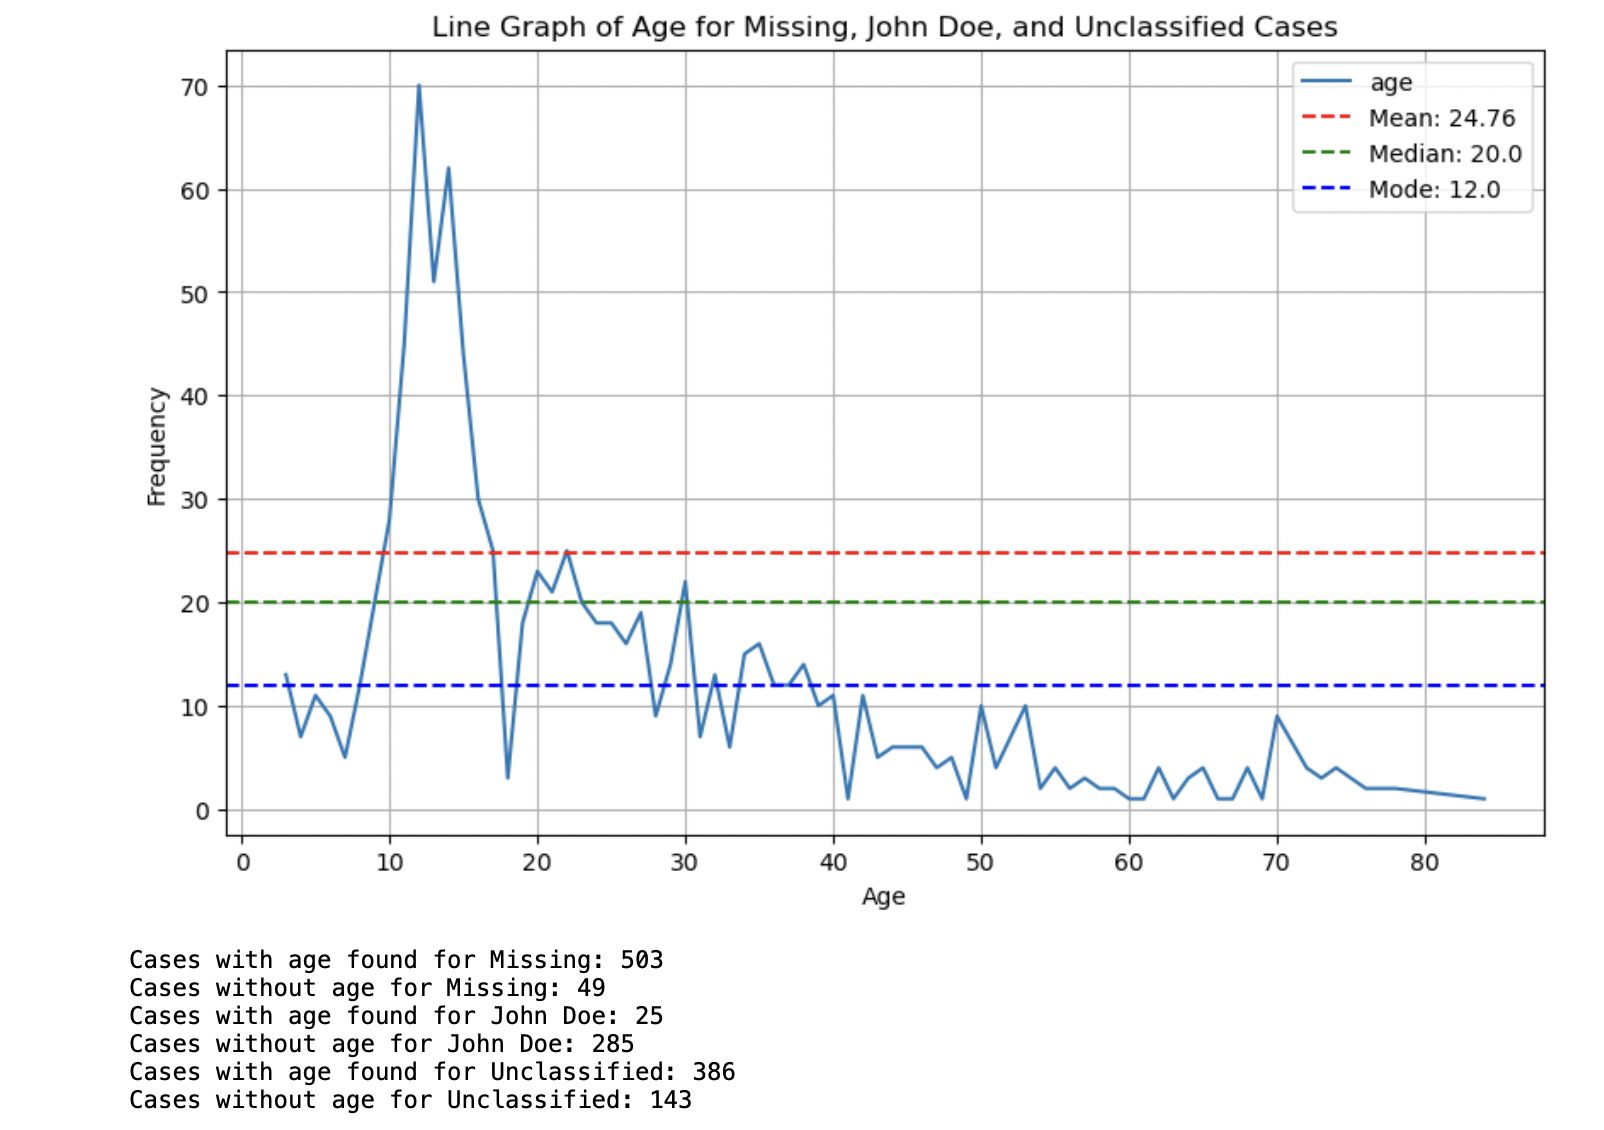 Line Graph of Age for Missing, John Doe, and Unclassified Cases
age
Mean: 24.76
Median: 20.0
Mode: 12.0
70
60
50
40
30
20
10
0
Frequency
0 10 20 30 40 50 60 70 80
Age
Cases with age found for Missing: 503
Cases without age for Missing: 49
Cases with age found for John Doe: 25
Cases without age for John Doe: 285
Cases with age found for Unclassified: 386
Cases without age for Unclassified: 143